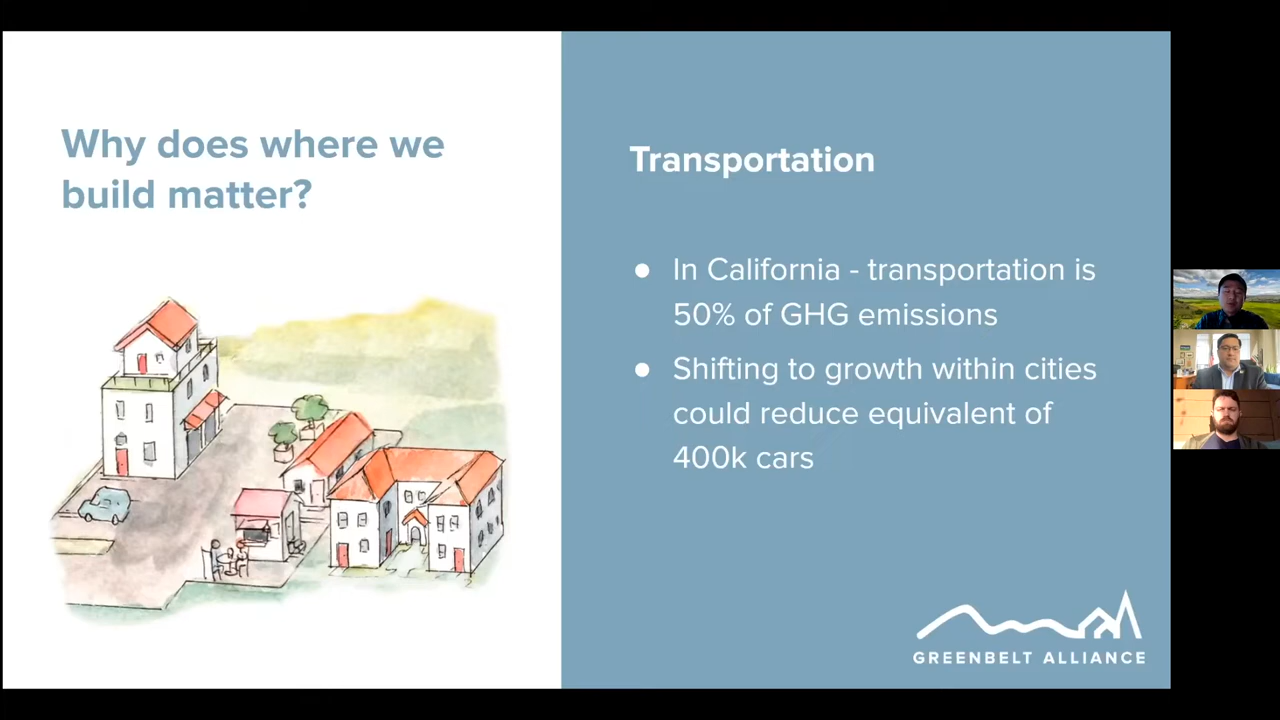 Why does where we
build matter?
Transportation
● In California - transportation is
50% of GHG emissions
● Shifting to growth within cities
could reduce equivalent of
400k cars
GREENBELT ALLIANCE